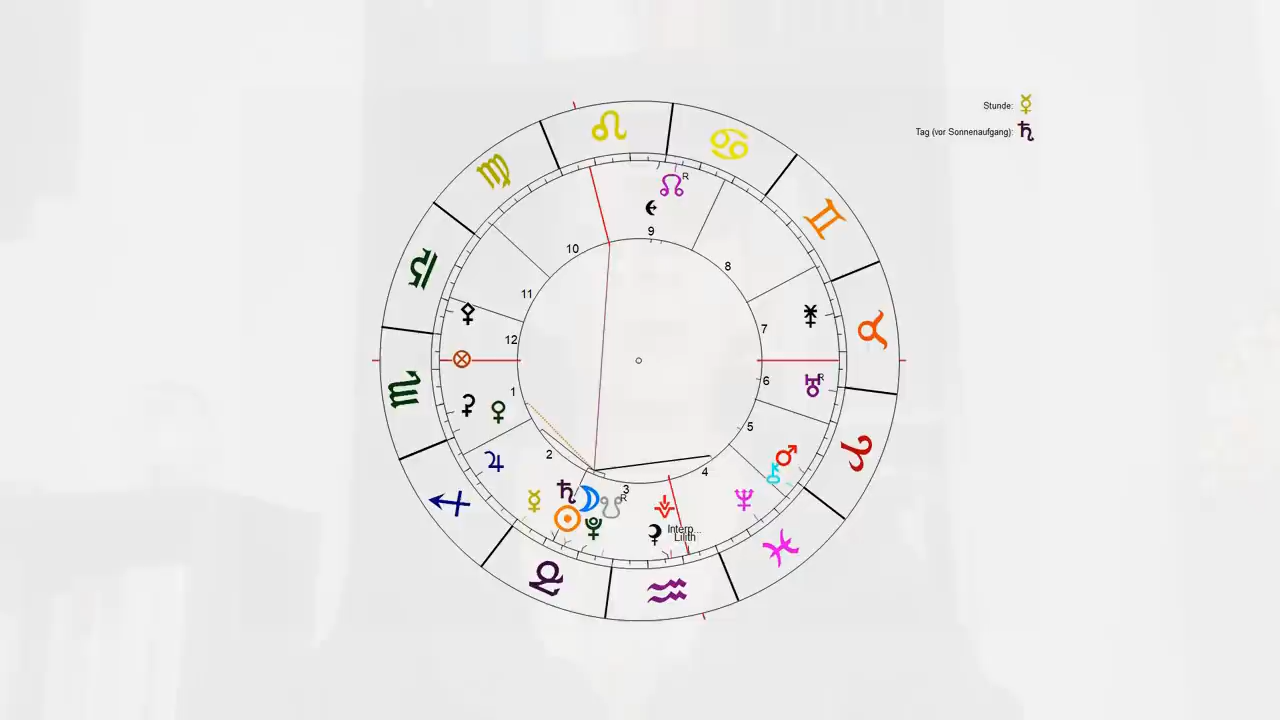 Stunde:
Tag (vor Sonnenaufgang):
R
9
10
8
11
7
12
6
1
5
2
4
3
R
R
Interp...
Lilith